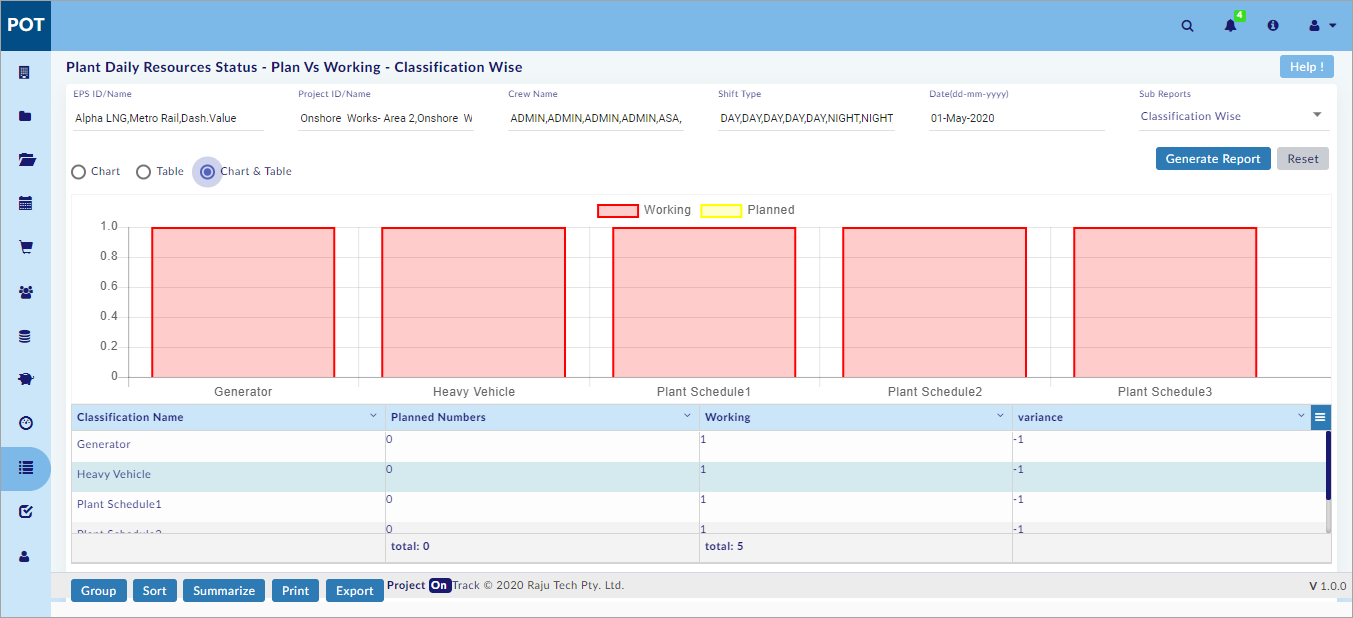 POT
4
Plant Daily Resources Status - Plan Vs Working - Classification Wise
Help !
EPS ID/Name
Project ID/Name
Crew Name
Shift Type
Date(dd-mm-yyyy)
Sub Reports
Alpha LNG,Metro Rail,Dash.Value
Onshore Works- Area 2,Onshore W
ADMIN,ADMIN,ADMIN,ADMIN,ASA,
DAY,DAY,DAY,DAY,DAY,NIGHT,NIGHT
01-May-2020
Classification Wise
Generate Report
Reset
Chart
Table
Chart & Table
Working
Planned
1.0
0.8
0.6
0.4
0.2
0
Generator
Heavy Vehicle
Plant Schedule1
Plant Schedule2
Plant Schedule3
Classification Name Planned Numbers Working variance
Generator 0 1 -1
Heavy Vehicle 0 1 -1
Plant Schedule1 0 1 -1
Plant Schedule2 0 1 -1
total: 0 total: 5
Group Sort Summarize Print Export
Project On Track © 2020 Raju Tech Pty. Ltd.
V 1.0.0